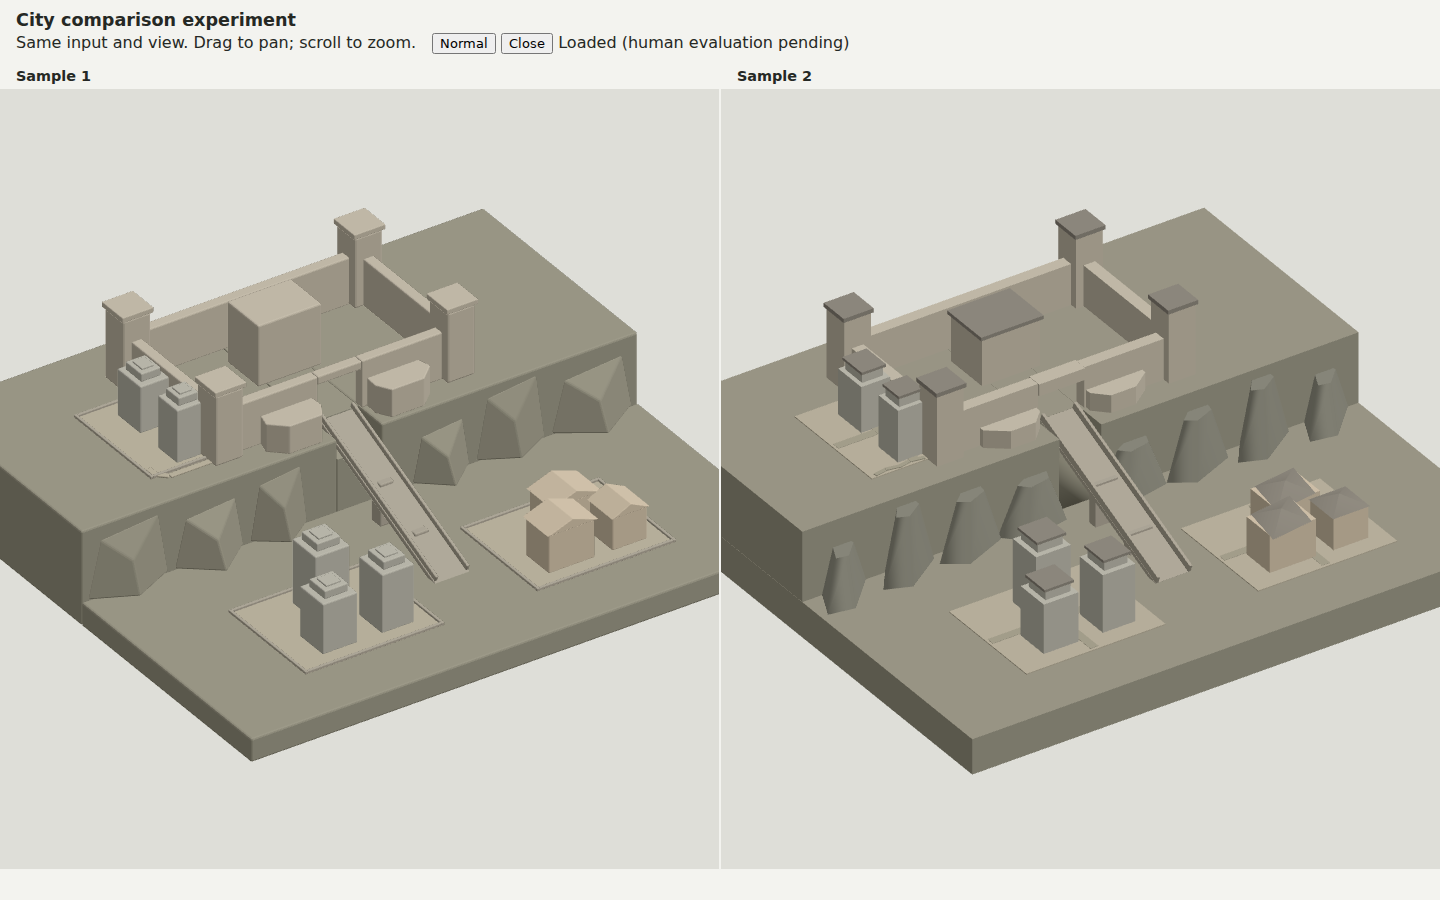 City comparison experiment
Same input and view. Drag to pan; scroll to zoom. Normal Close Loaded (human evaluation pending)
Sample 1 Sample 2